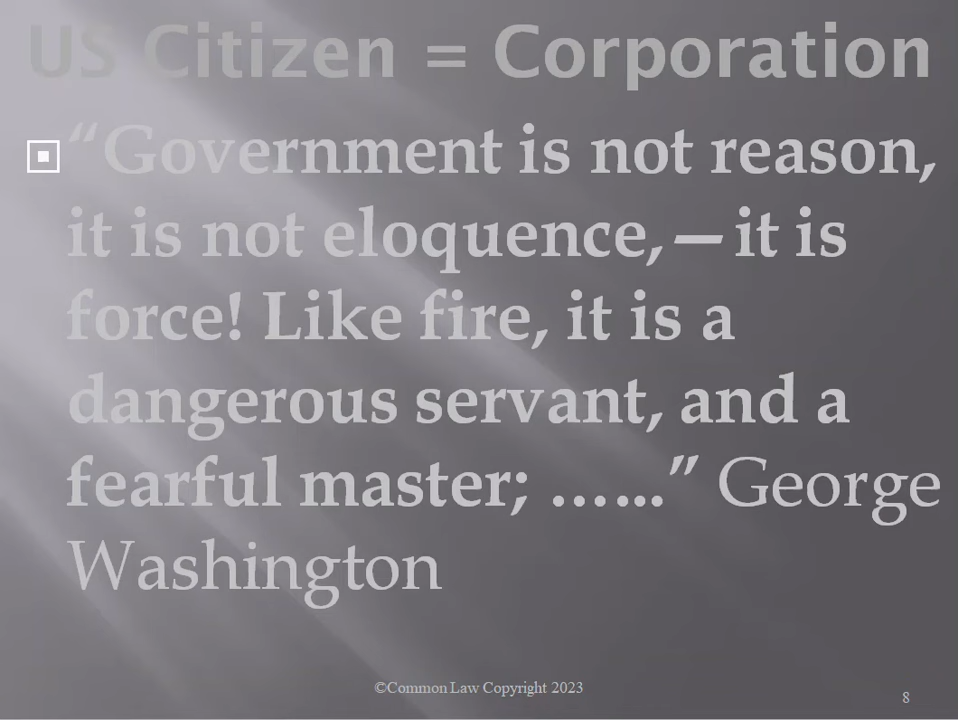 US Citizen = Corporation
“Government is not reason,
it is not eloquence,—it is
force! Like fire, it is a
dangerous servant, and a
fearful master; …...” George
Washington
©Common Law Copyright 2023
8